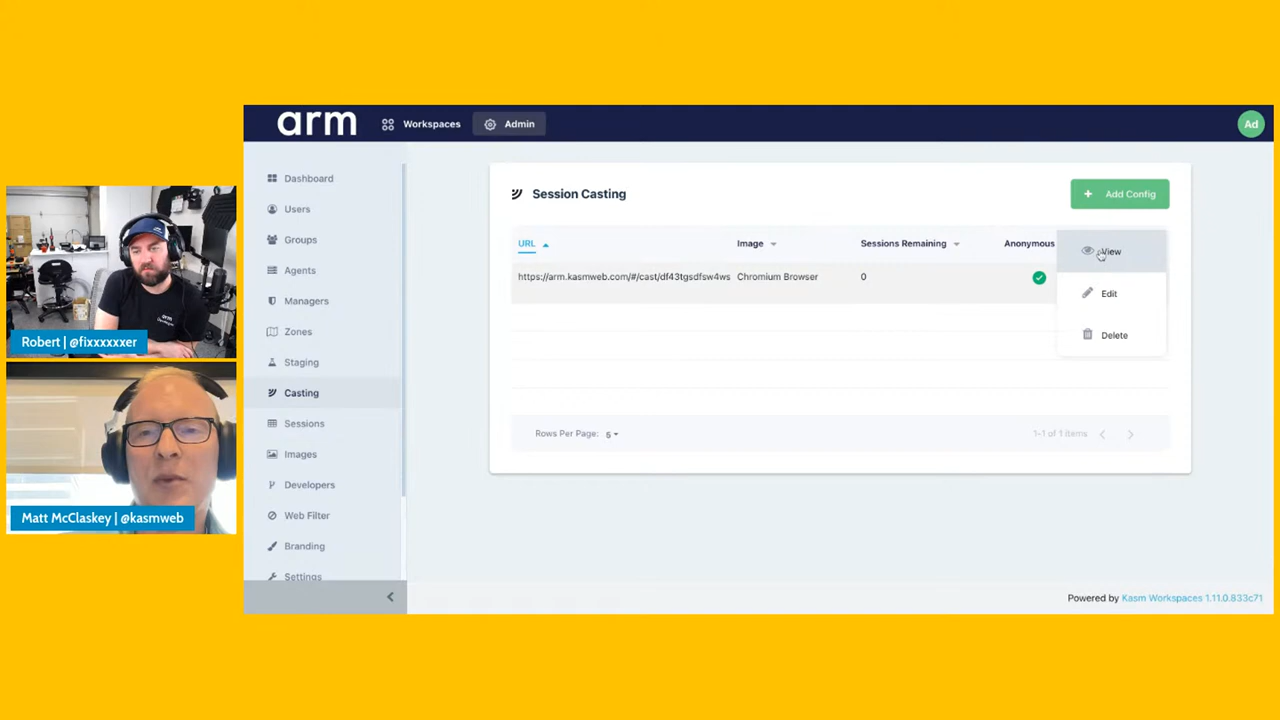 arm
Workspaces
Admin
Ad
Dashboard
Users
Groups
Agents
Managers
Zones
Staging
Casting
Sessions
Images
Developers
Web Filter
Branding
Settings
Session Casting
+ Add Config
URL
Image
Sessions Remaining
Anonymous
https://arm.kasmweb.com/#/cast/df43tgsdfsw4ws
Chromium Browser
0
View
Edit
Delete
Rows Per Page: 5
1-1 of 1 items
Powered by Kasm Workspaces 1.11.0.833c71
arm
Robert | @fixxxxxxer
Matt McClaskey | @kasmweb